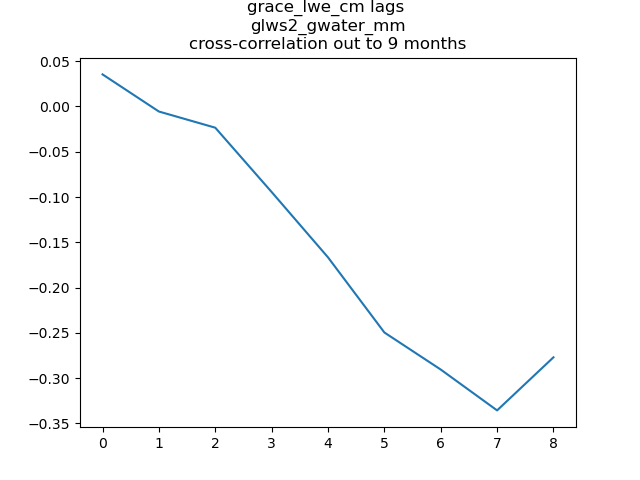 grace_lwe_cm lags
glws2_gwater_mm
cross-correlation out to 9 months
0.05
0.00
−0.05
−0.10
−0.15
−0.20
−0.25
−0.30
−0.35
0 1 2 3 4 5 6 7 8